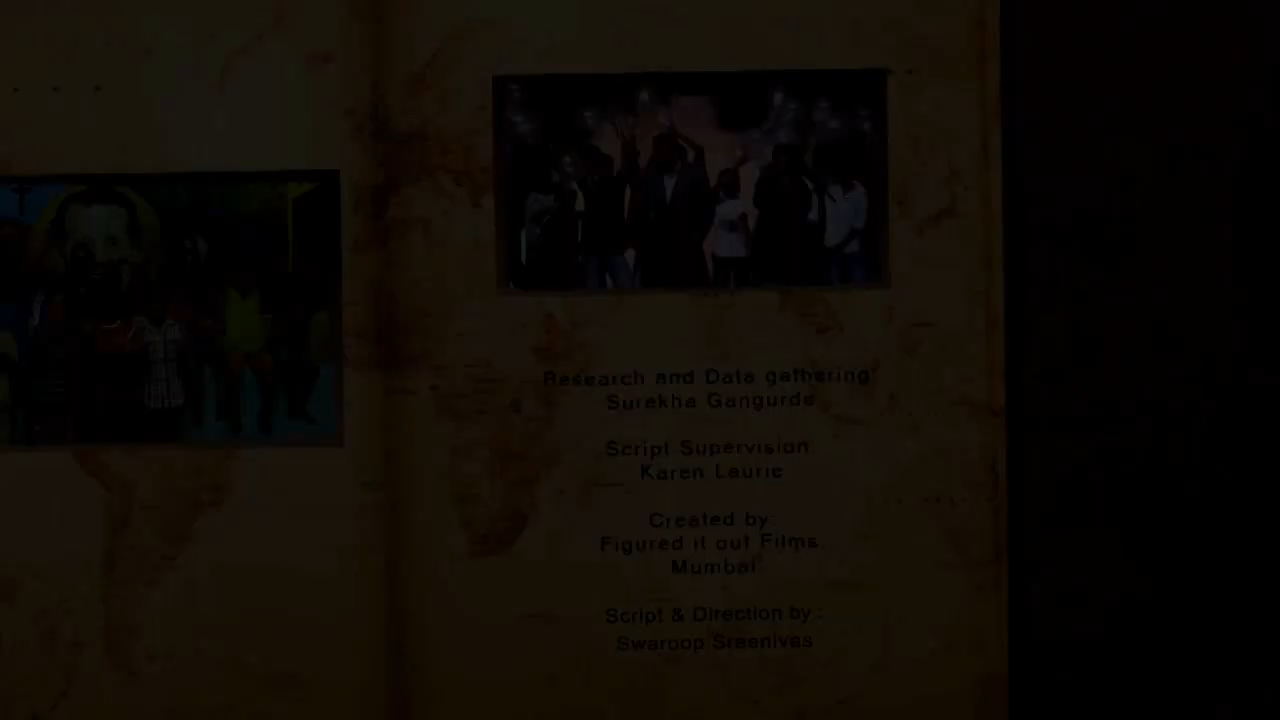 Research and Data gathering
Surekha Gangurde
Script Supervision
Karen Laurie
Created by:
Figured it out Films,
Mumbai
Script & Direction by :
Swaroop Sreenivas